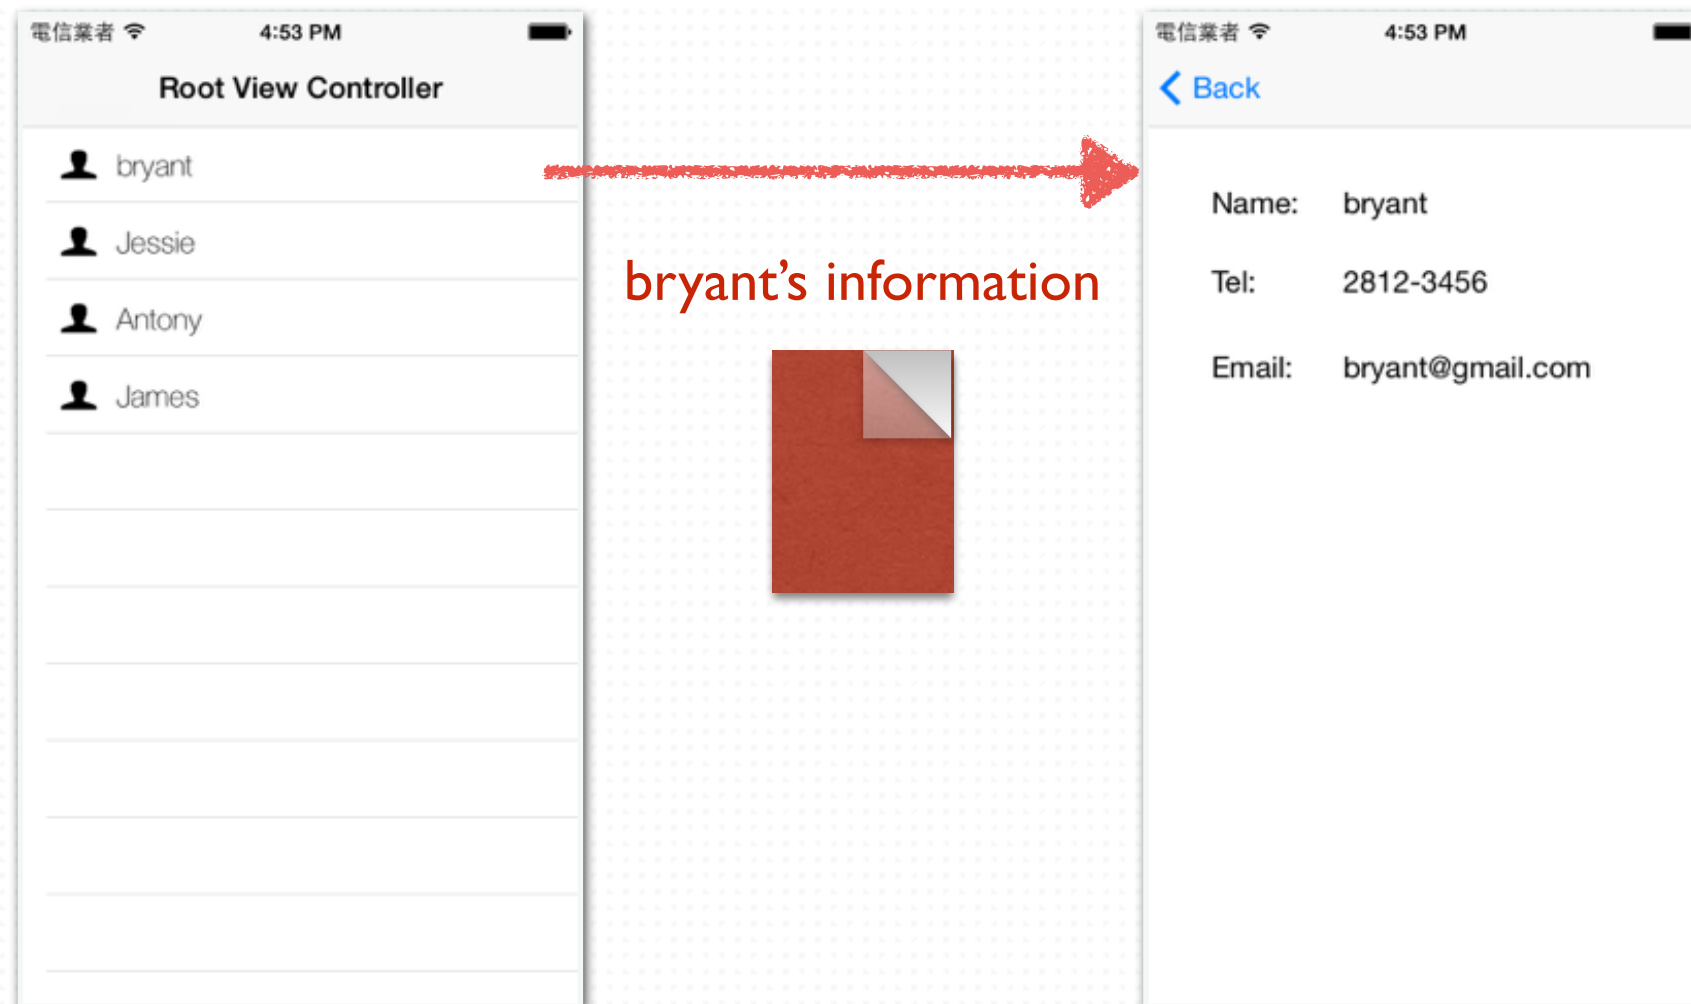 電信業者 4:53 PM
Root View Controller
bryant
Jessie
Antony
James
bryant's information
電信業者 4:53 PM
Back
Name: bryant
Tel: 2812-3456
Email: bryant@gmail.com